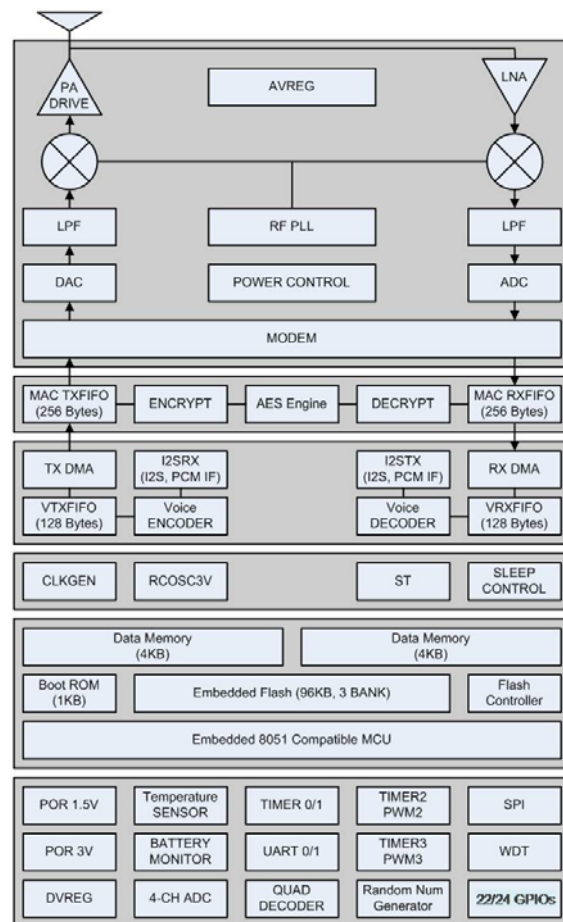 PA
DRIVE
AVREG
LNA
LPF
RF PLL
LPF
DAC
POWER CONTROL
ADC
MODEM
MAC TXFIFO
(256 Bytes)
ENCRYPT
AES Engine
DECRYPT
MAC RXFIFO
(256 Bytes)
TX DMA
I2SRX
(I2S, PCM IF)
I2STX
(I2S, PCM IF)
RX DMA
VTXFIFO
(128 Bytes)
Voice
ENCODER
Voice
DECODER
VRXFIFO
(128 Bytes)
CLKGEN
RCOSC3V
ST
SLEEP
CONTROL
Data Memory
(4KB)
Data Memory
(4KB)
Boot ROM
(1KB)
Embedded Flash (96KB, 3 BANK)
Flash
Controller
Embedded 8051 Compatible MCU
POR 1.5V
Temperature
SENSOR
TIMER 0/1
TIMER2
PWM2
SPI
POR 3V
BATTERY
MONITOR
UART 0/1
TIMER3
PWM3
WDT
DVREG
4-CH ADC
QUAD
DECODER
Random Num
Generator
22/24 GPIOs